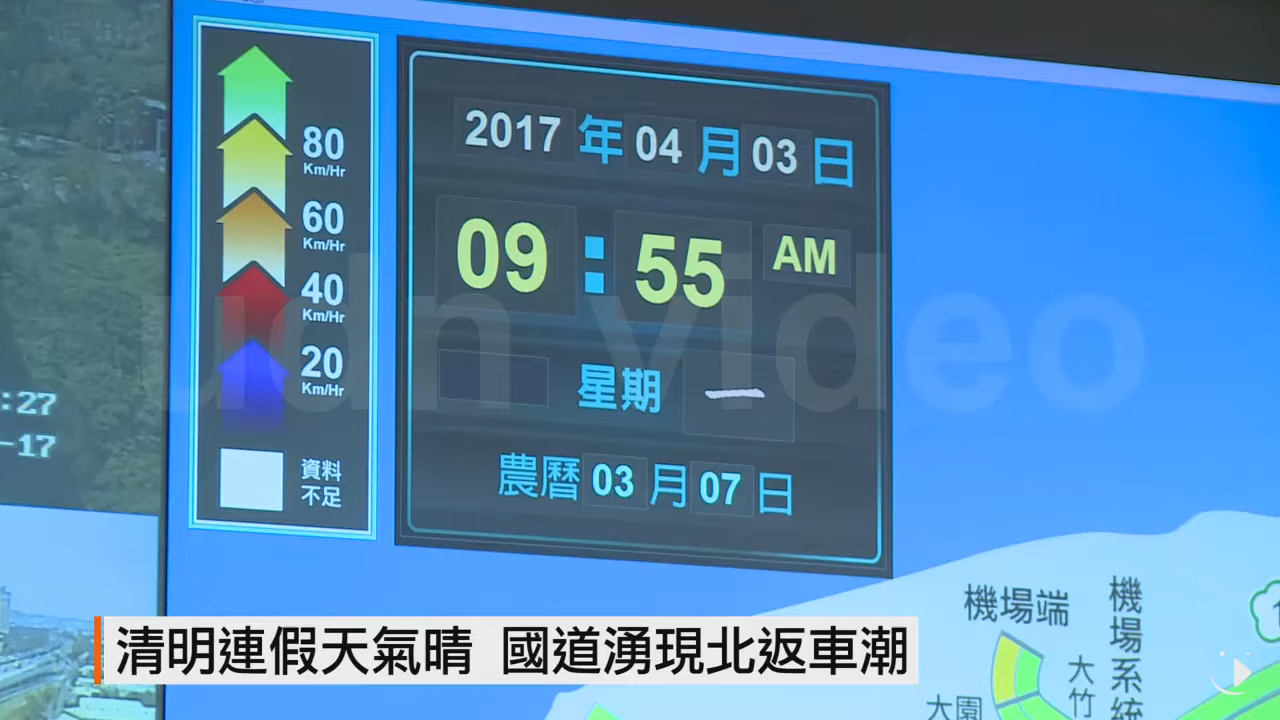 80
Km/Hr
60
Km/Hr
40
Km/Hr
20
Km/Hr
資料
不足
2017 年 04 月 03 日
09 : 55 AM
星期 一
農曆 03 月 07 日
:27
-17
udn video
機場端
機場系統
大竹
大園
清明連假天氣晴 國道湧現北返車潮